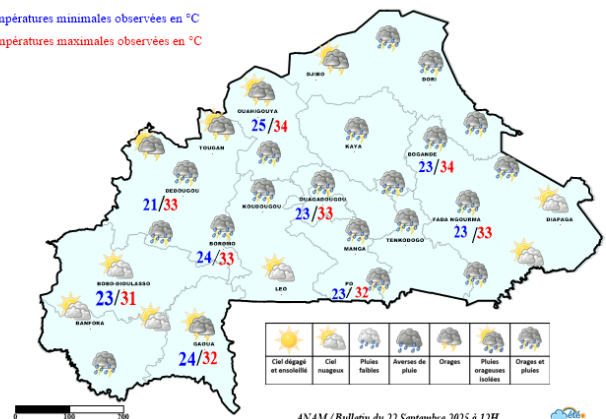 empératures minimales observées en °C
empératures maximales observées en °C
DJIBO
DORI
OUAHIGOUYA
25/34
TOUGAN
KAYA
BOGANDE
23/34
DEDOUGOU
21/33
KOUDOUGOU
OUAGADOUGOU
23/33
FADA NGOURMA
23/33
DIAPAGA
BOROMO
24/33
MANGA
TENKODOGO
BOBO-DIOULASSO
23/31
LEO
PO
23/32
BANFORA
GAOUA
24/32
Ciel dégagé et ensoleillé
Ciel nuageux
Pluies faibles
Averses de pluie
Orages
Pluies orageuses isolées
Orages et pluies
0 100 200
ANAM / Bulletin du 22 Septembre 2025 à 12H